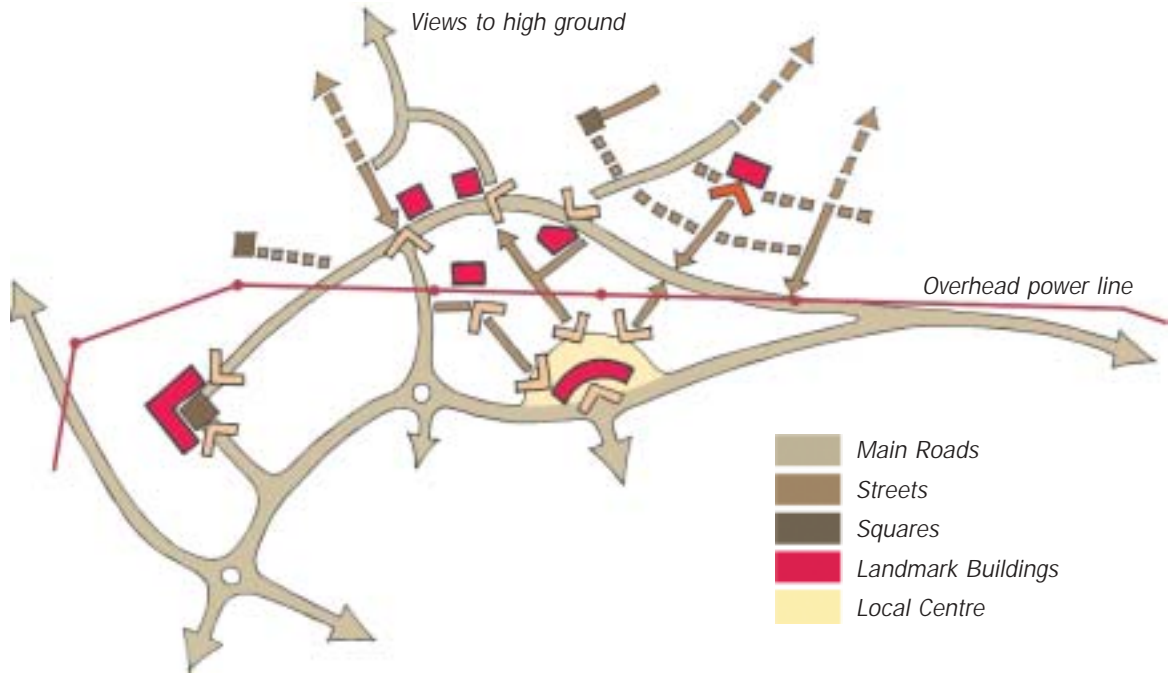 Views to high ground
Overhead power line
Main Roads
Streets
Squares
Landmark Buildings
Local Centre